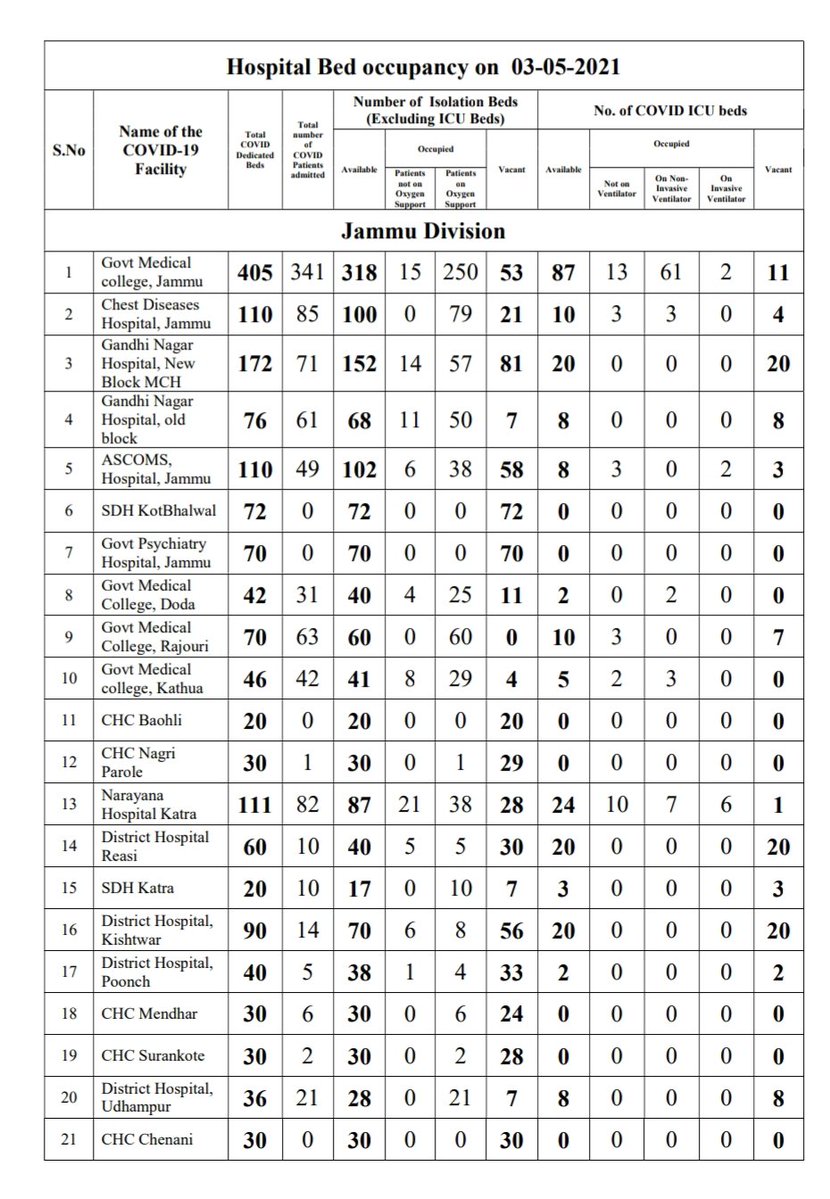 Hospital Bed occupancy on 03-05-2021
S.No Name of the COVID-19 Facility Total COVID Dedicated Beds Total number of COVID Patients admitted Number of Isolation Beds (Excluding ICU Beds) No. of COVID ICU beds
Available Occupied Vacant Available Occupied Vacant
Patients not on Oxygen Support Patients on Oxygen Support Not on Ventilator On Non-Invasive Ventilator On Invasive Ventilator
Jammu Division
1 Govt Medical college, Jammu 405 341 318 15 250 53 87 13 61 2 11
2 Chest Diseases Hospital, Jammu 110 85 100 0 79 21 10 3 3 0 4
3 Gandhi Nagar Hospital, New Block MCH 172 71 152 14 57 81 20 0 0 0 20
4 Gandhi Nagar Hospital, old block 76 61 68 11 50 7 8 0 0 0 8
5 ASCOMS, Hospital, Jammu 110 49 102 6 38 58 8 3 0 2 3
6 SDH KotBhalwal 72 0 72 0 0 72 0 0 0 0 0
7 Govt Psychiatry Hospital, Jammu 70 0 70 0 0 70 0 0 0 0 0
8 Govt Medical College, Doda 42 31 40 4 25 11 2 0 2 0 0
9 Govt Medical College, Rajouri 70 63 60 0 60 0 10 3 0 0 7
10 Govt Medical college, Kathua 46 42 41 8 29 4 5 2 3 0 0
11 CHC Baohli 20 0 20 0 0 20 0 0 0 0 0
12 CHC Nagri Parole 30 1 30 0 1 29 0 0 0 0 0
13 Narayana Hospital Katra 111 82 87 21 38 28 24 10 7 6 1
14 District Hospital Reasi 60 10 40 5 5 30 20 0 0 0 20
15 SDH Katra 20 10 17 0 10 7 3 0 0 0 3
16 District Hospital, Kishtwar 90 14 70 6 8 56 20 0 0 0 20
17 District Hospital, Poonch 40 5 38 1 4 33 2 0 0 0 2
18 CHC Mendhar 30 6 30 0 6 24 0 0 0 0 0
19 CHC Surankote 30 2 30 0 2 28 0 0 0 0 0
20 District Hospital, Udhampur 36 21 28 0 21 7 8 0 0 0 8
21 CHC Chenani 30 0 30 0 0 30 0 0 0 0 0